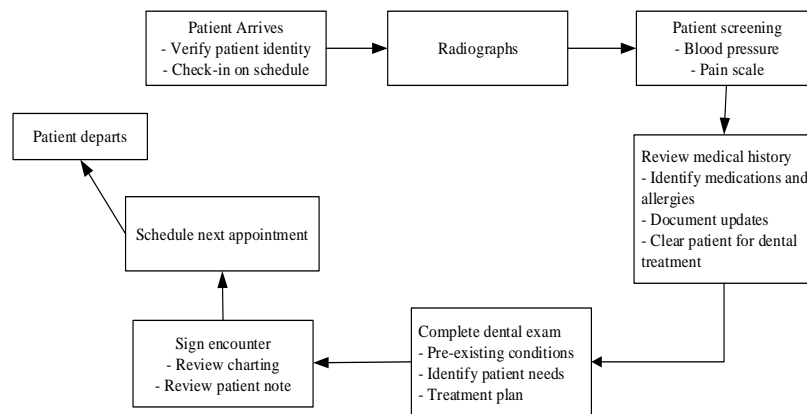 Patient Arrives
- Verify patient identity
- Check-in on schedule
Radiographs
Patient screening
- Blood pressure
- Pain scale
Review medical history
- Identify medications and
allergies
- Document updates
- Clear patient for dental
treatment
Complete dental exam
- Pre-existing conditions
- Identify patient needs
- Treatment plan
Sign encounter
- Review charting
- Review patient note
Schedule next appointment
Patient departs